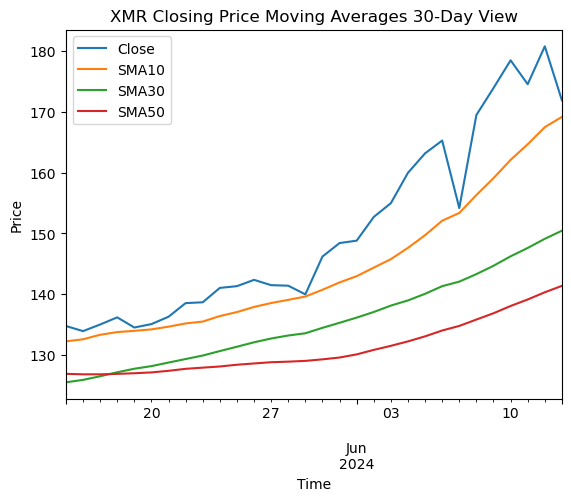 XMR Closing Price Moving Averages 30-Day View
Close
SMA10
SMA30
SMA50
180
170
160
150
140
130
Price
20
27
03
10
Jun
2024
Time